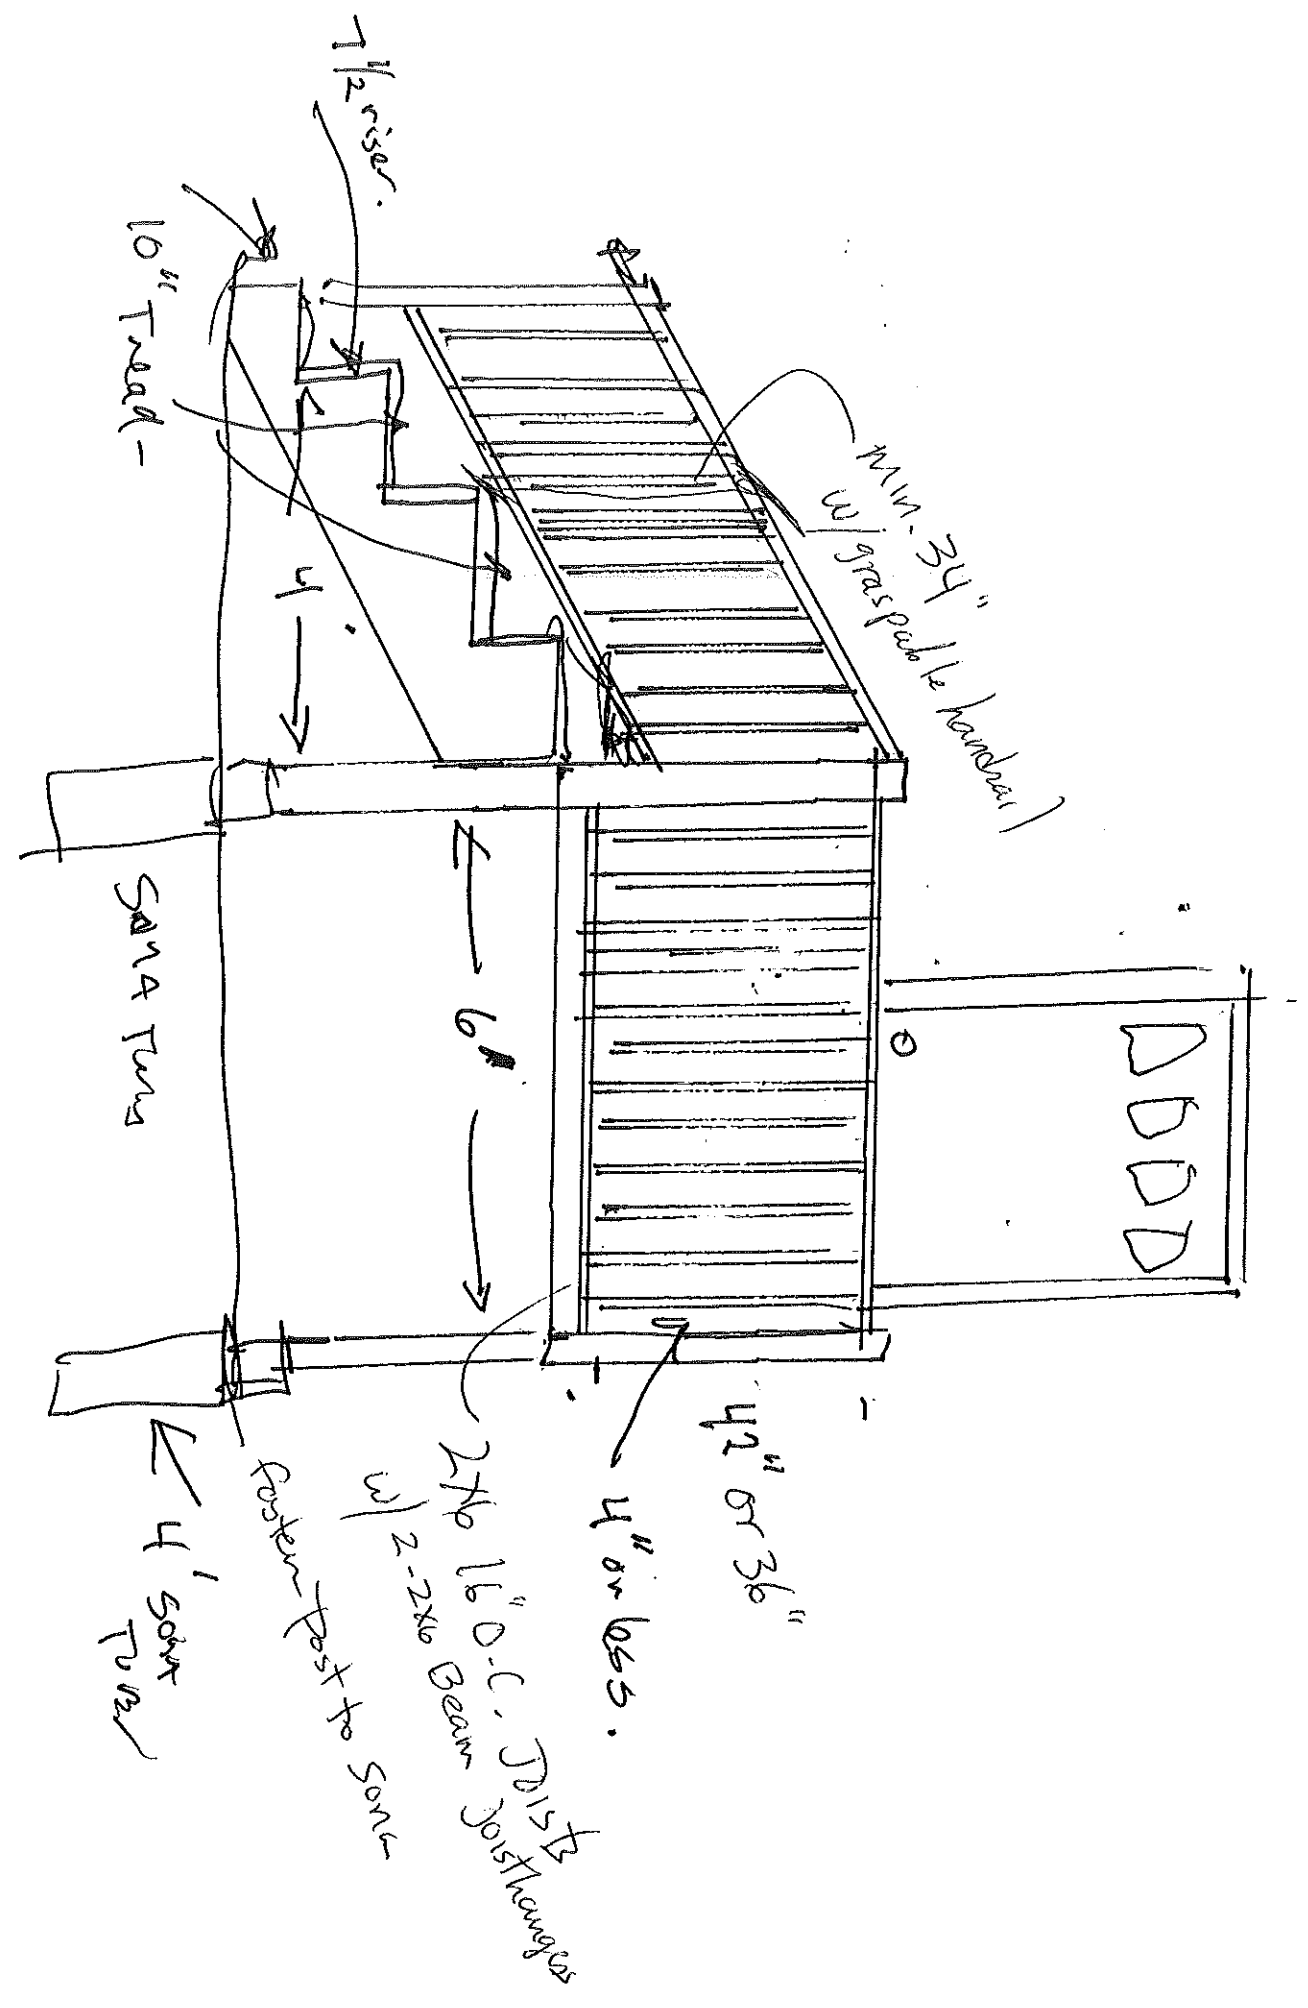 7 1/2 riser.
10" Tread -
Min. 34"
w/ graspable handrail
4
6'
Sona Tubs
42" or 36"
4" or less.
2x6 16" O.C. Joists
w/ 2-2x6 Beam Joisthangers
fasten post to Sona
4' Sona
Tube